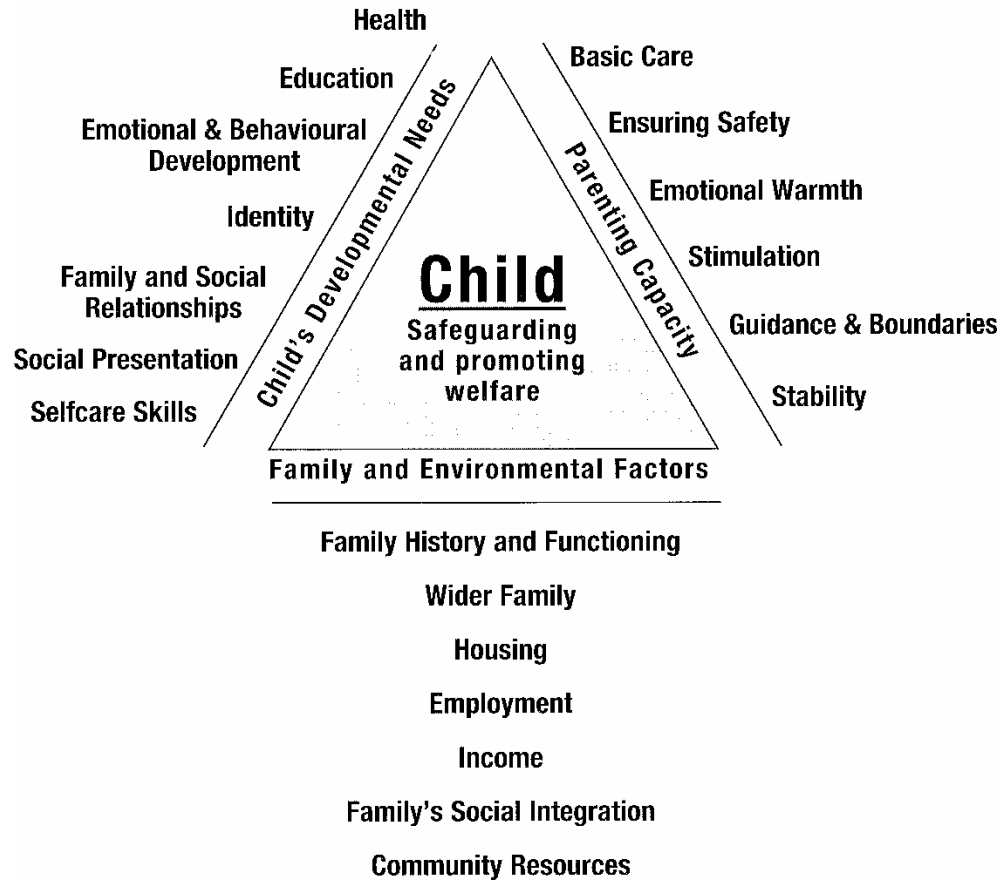 Health
Education
Emotional & Behavioural
Development
Identity
Family and Social
Relationships
Social Presentation
Selfcare Skills
Child's Developmental Needs
Basic Care
Ensuring Safety
Emotional Warmth
Stimulation
Guidance & Boundaries
Stability
Parenting Capacity
Child
Safeguarding
and promoting
welfare
Family and Environmental Factors
Family History and Functioning
Wider Family
Housing
Employment
Income
Family's Social Integration
Community Resources